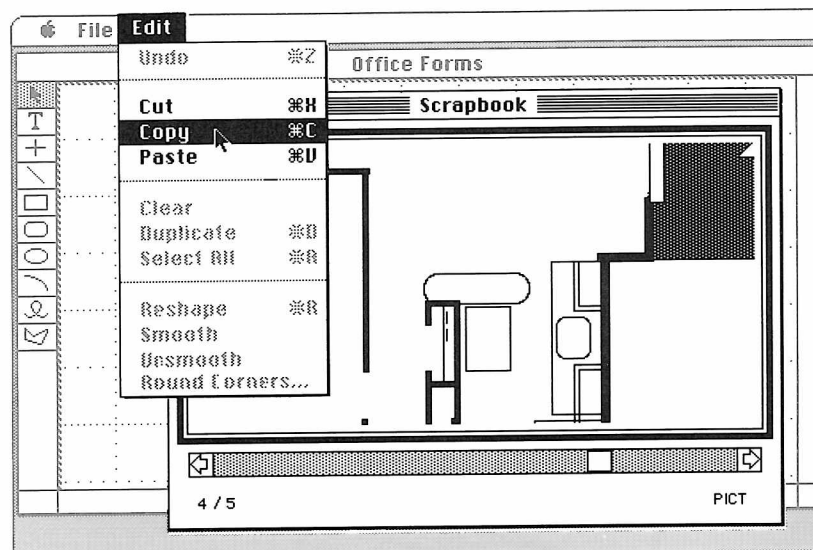 File Edit
Office Forms
Undo ⌘Z
Scrapbook
Cut ⌘X
Copy ⌘C
Paste ⌘V
Clear
Duplicate ⌘D
Select All ⌘A
Reshape ⌘R
Smooth
Unsmooth
Round Corners...
T
4 / 5
PICT